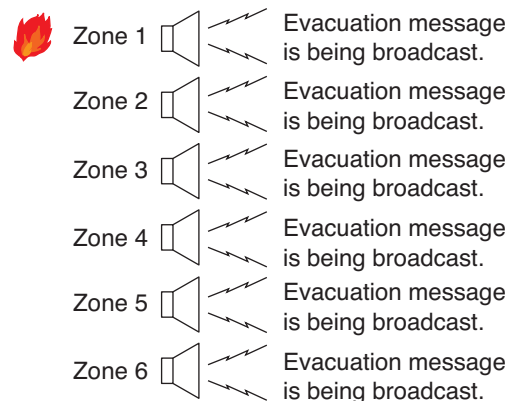 Zone 1
Evacuation message
is being broadcast.
Zone 2
Evacuation message
is being broadcast.
Zone 3
Evacuation message
is being broadcast.
Zone 4
Evacuation message
is being broadcast.
Zone 5
Evacuation message
is being broadcast.
Zone 6
Evacuation message
is being broadcast.